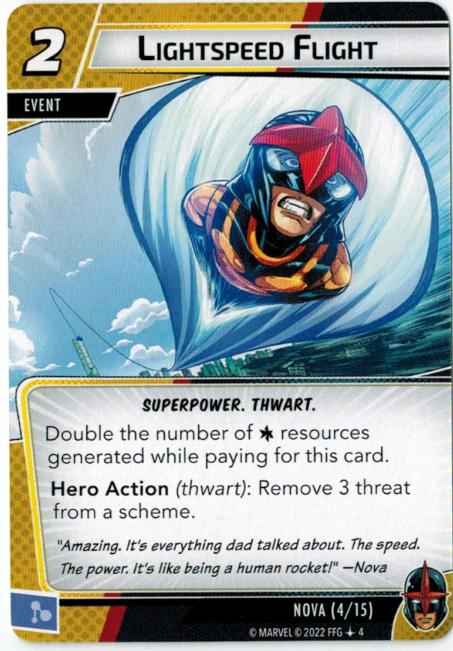 2
LIGHTSPEED FLIGHT
EVENT
SUPERPOWER. THWART.
Double the number of resources
generated while paying for this card.
Hero Action (thwart): Remove 3 threat
from a scheme.
"Amazing. It's everything dad talked about. The speed.
The power. It's like being a human rocket!" —Nova
NOVA (4/15)
© MARVEL © 2022 FFG 4